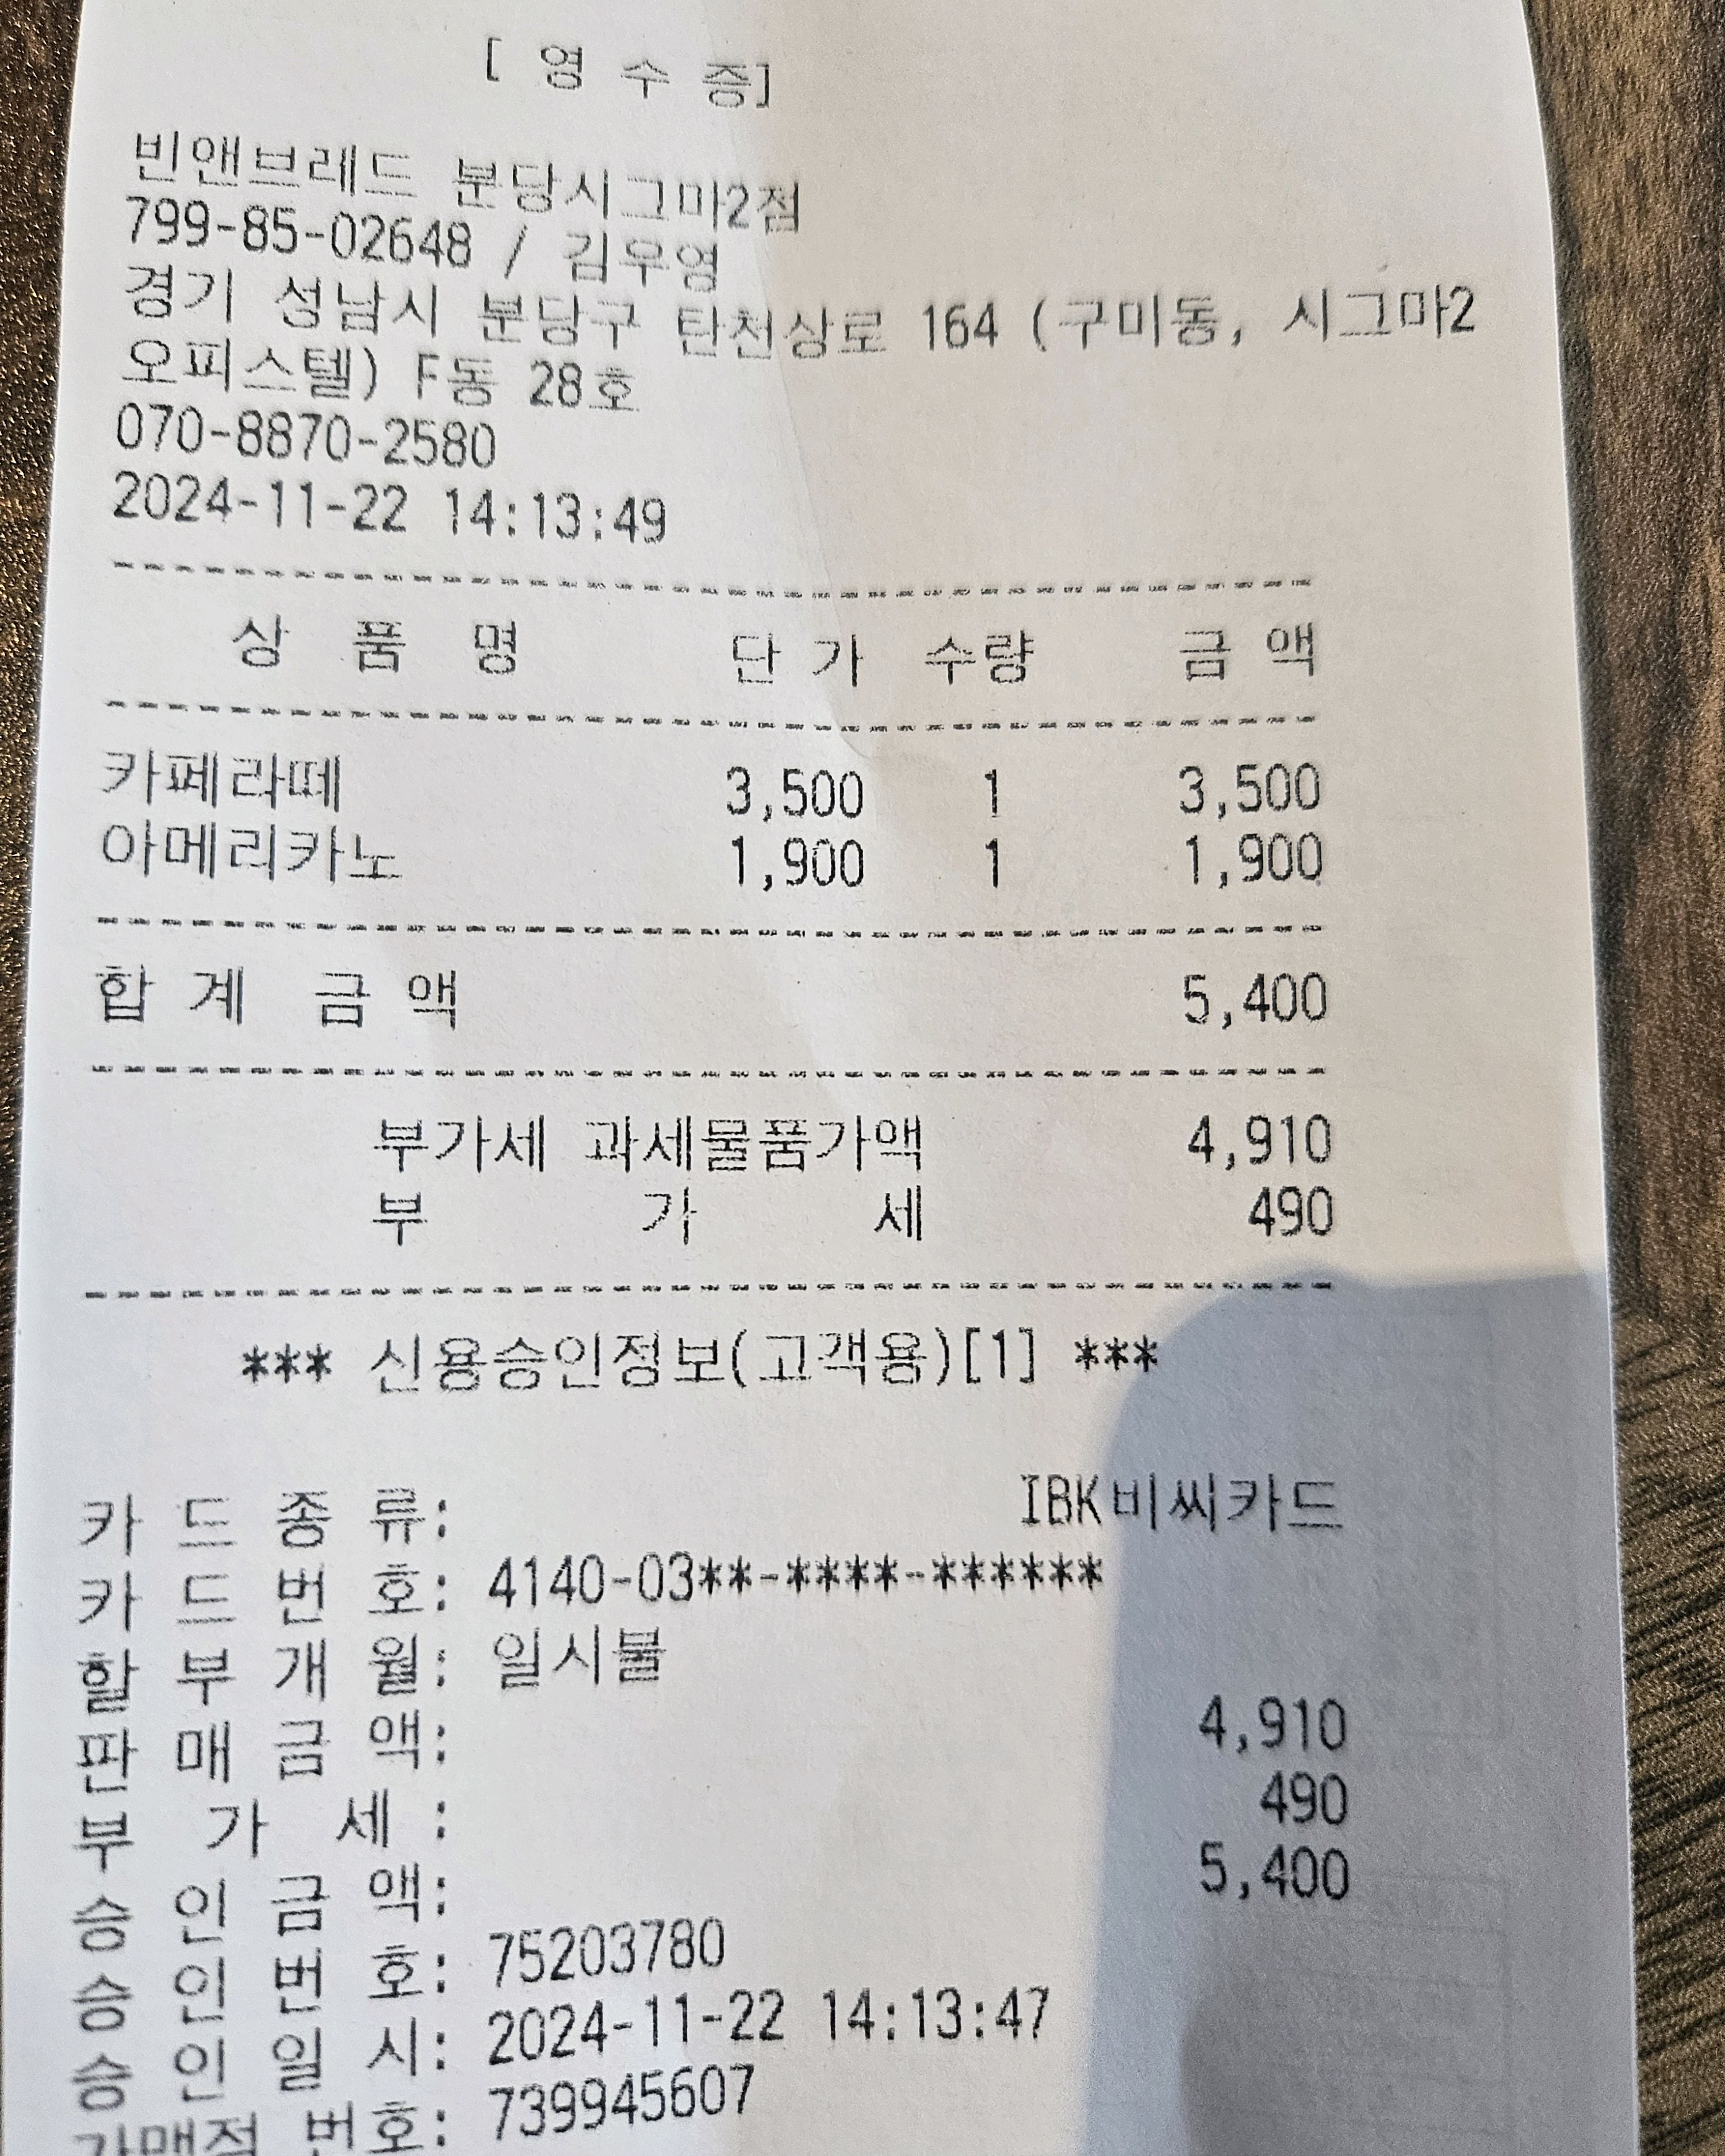 [ 영 수 증]
빈앤브레드 분당시그마2점
799-85-02648 / 김우영
경기 성남시 분당구 탄천상로 164 (구미동, 시그마2
오피스텔) F동 28호
070-8870-2580
2024-11-22 14:13:49
상 품 명 단 가 수량 금 액
카페라떼 3,500 1 3,500
아메리카노 1,900 1 1,900
합 계 금 액 5,400
부가세 과세물품가액 4,910
부 가 세 490
*** 신용승인정보(고객용)[1] ***
카 드 종 류: IBK비씨카드
카 드 번 호: 4140-03**-****-******
할 부 개 월: 일시불
판 매 금 액: 4,910
부 가 세 : 490
승 인 금 액: 5,400
승 인 번 호: 75203780
승 인 일 시: 2024-11-22 14:13:47
가맹점 번호: 739945607